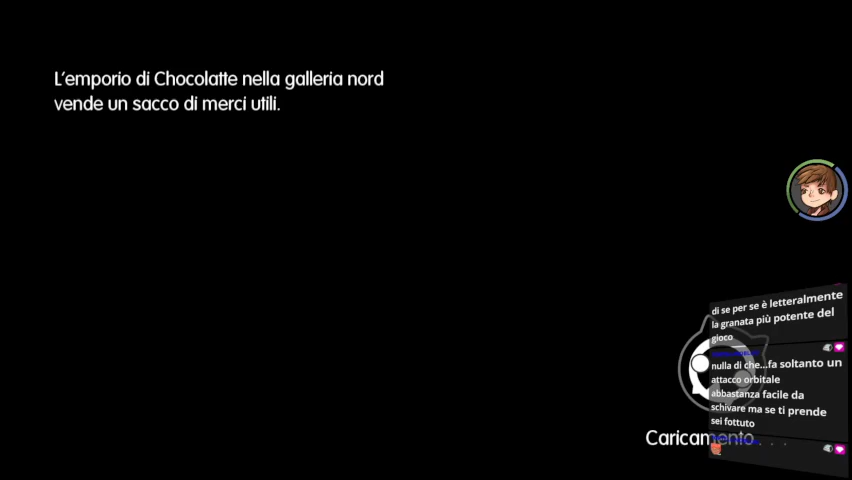 L'emporio di Chocolatte nella galleria nord
vende un sacco di merci utili.
di se per se è letteralmente
la granata più potente del
gioco
nulla di che...fa soltanto un
attacco orbitale
abbastanza facile da
schivare ma se ti prende
sei fottuto
Caricamento . . .